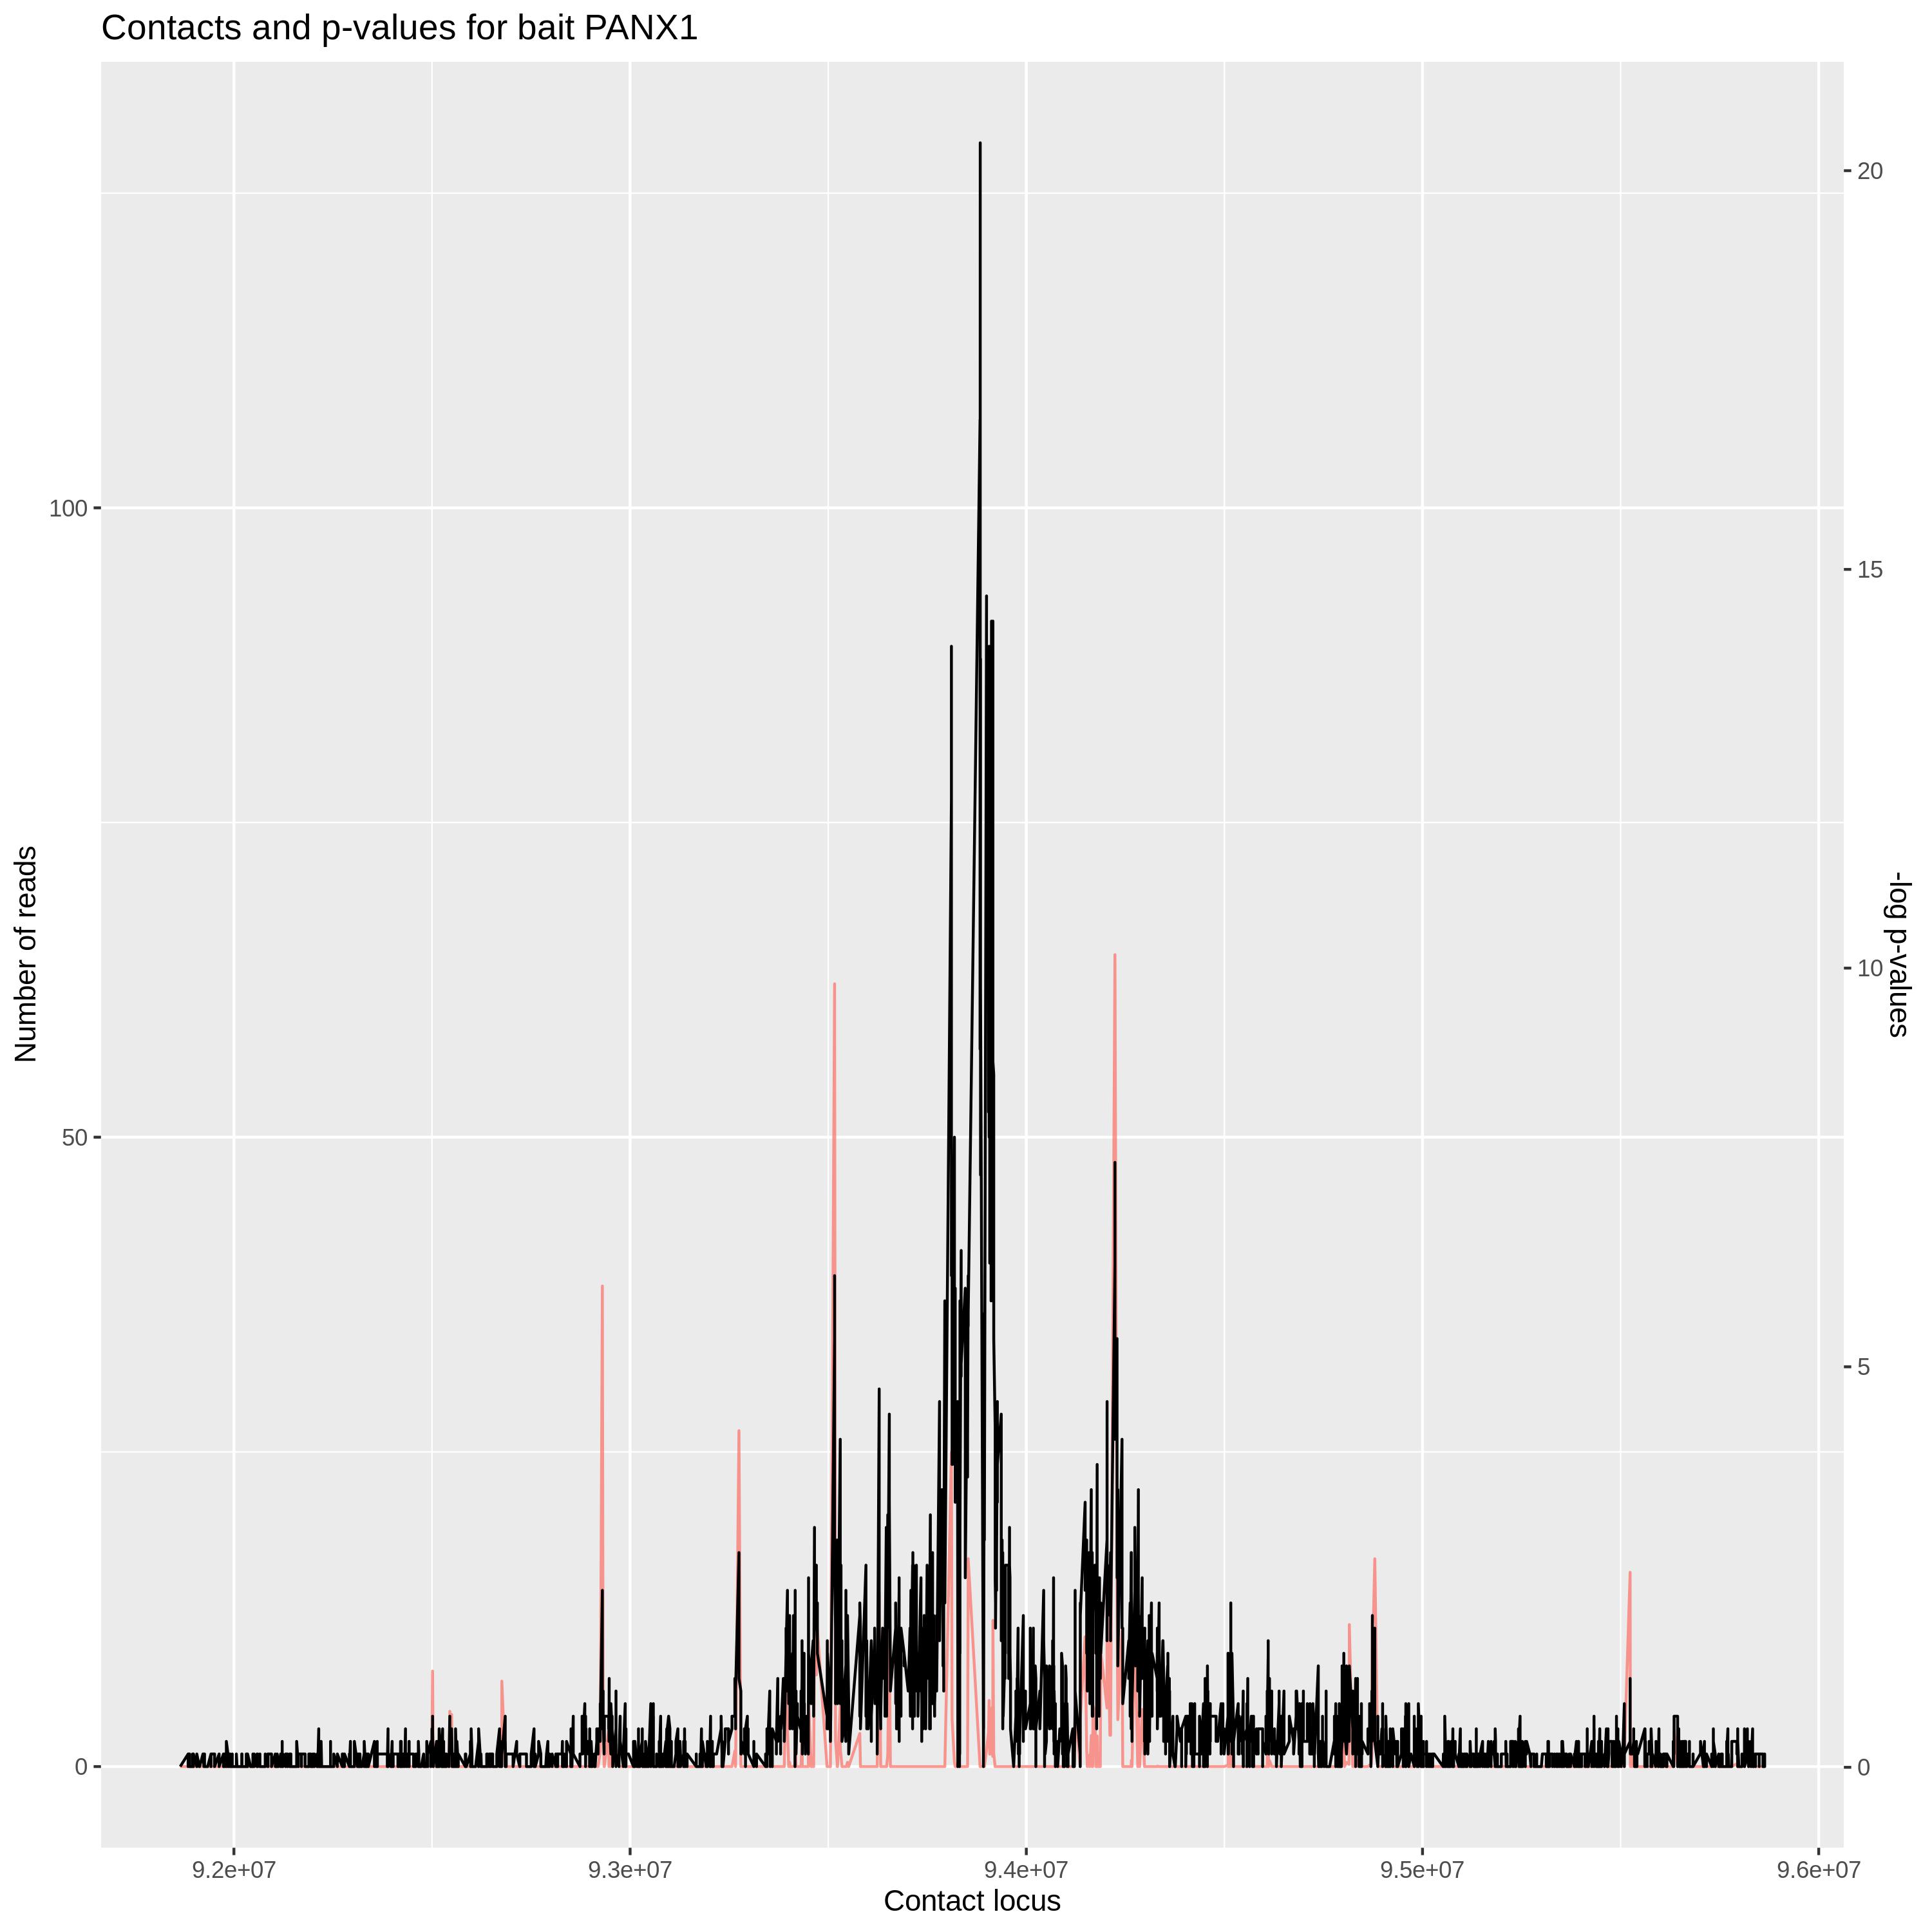 Contacts and p-values for bait PANX1
20
100
15
Number of reads
-log p-values
10
50
5
0
0
9.2e+07
9.3e+07
9.4e+07
9.5e+07
9.6e+07
Contact locus